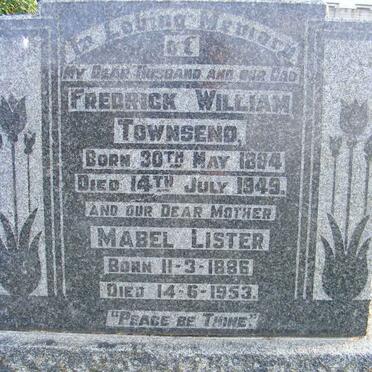 In Loving Memory
of
My Dear Husband and our Dad
Fredrick William
Townsend,
Born 30th May 1884
Died 14th July 1949.
and our dear Mother
Mabel Lister
Born 11-3-1886
Died 14-6-1953.
"Peace be Thine."